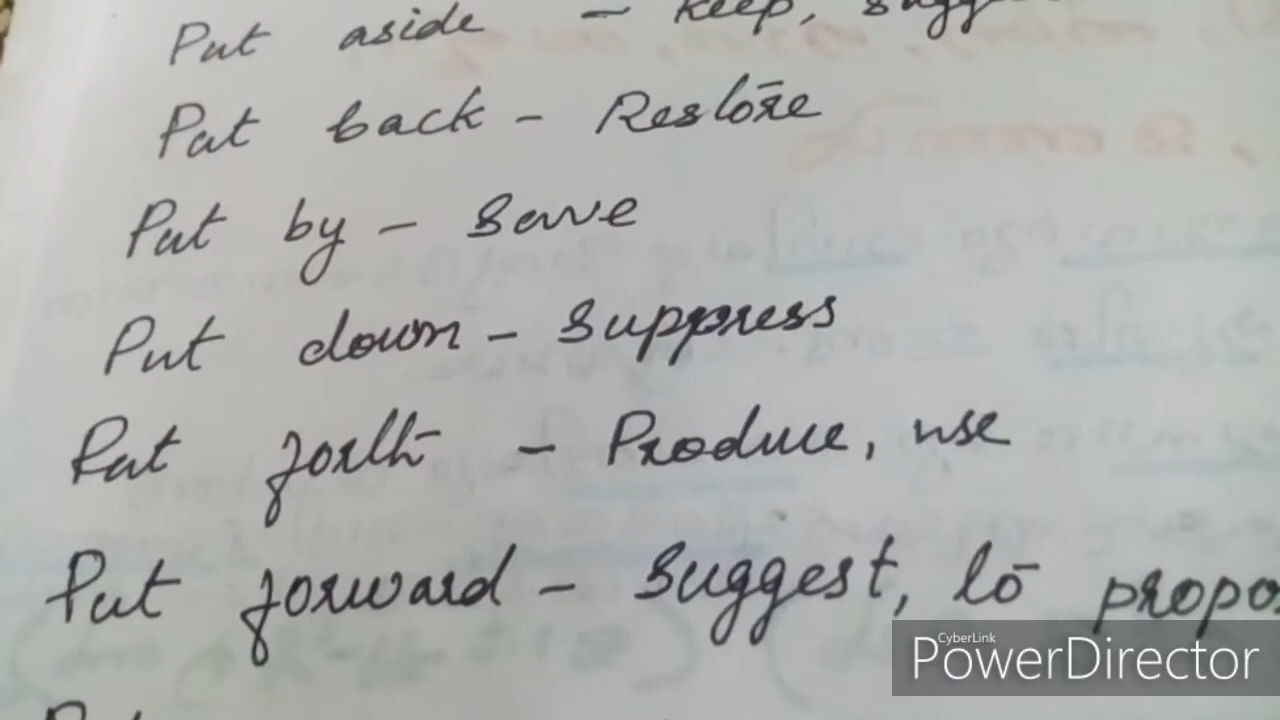 Put aside - keep,
Put back - Restore
Put by - Save
Put down - Suppress
Put forth - Produce, use
Put forward - Suggest, to
CyberLink
PowerDirector